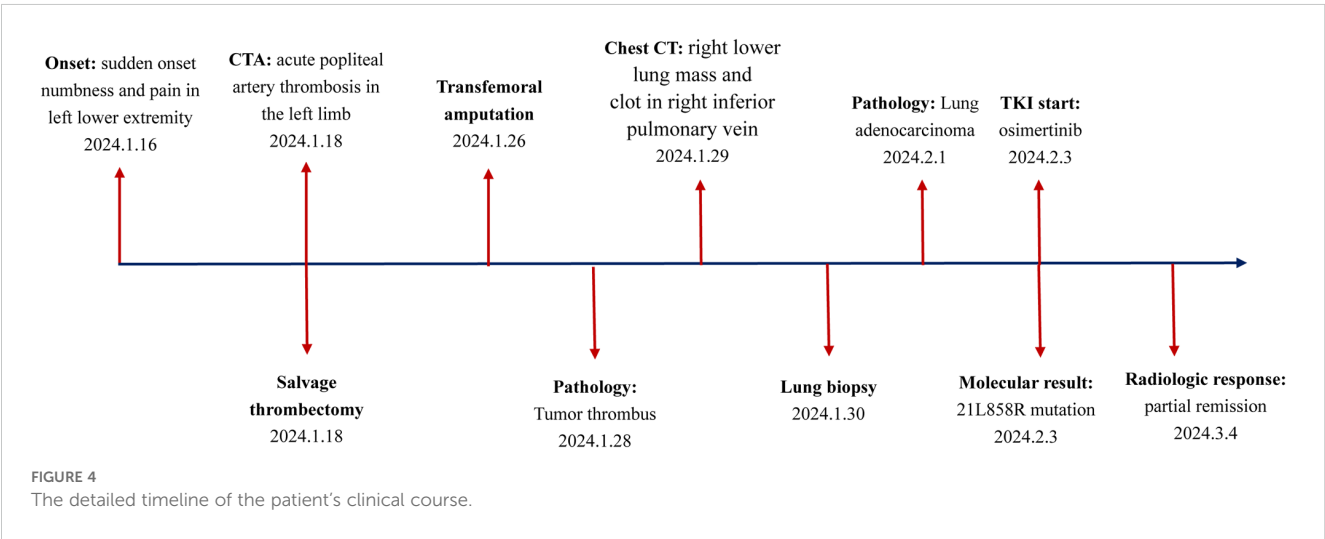 Onset: sudden onset
numbness and pain in
left lower extremity
2024.1.16
CTA: acute popliteal
artery thrombosis in
the left limb
2024.1.18
Transfemoral
amputation
2024.1.26
Chest CT: right lower
lung mass and
clot in right inferior
pulmonary vein
2024.1.29
Pathology: Lung
adenocarcinoma
2024.2.1
TKI start:
osimertinib
2024.2.3
Salvage
thrombectomy
2024.1.18
Pathology:
Tumor thrombus
2024.1.28
Lung biopsy
2024.1.30
Molecular result:
21L858R mutation
2024.2.3
Radiologic response:
partial remission
2024.3.4
FIGURE 4
The detailed timeline of the patient's clinical course.